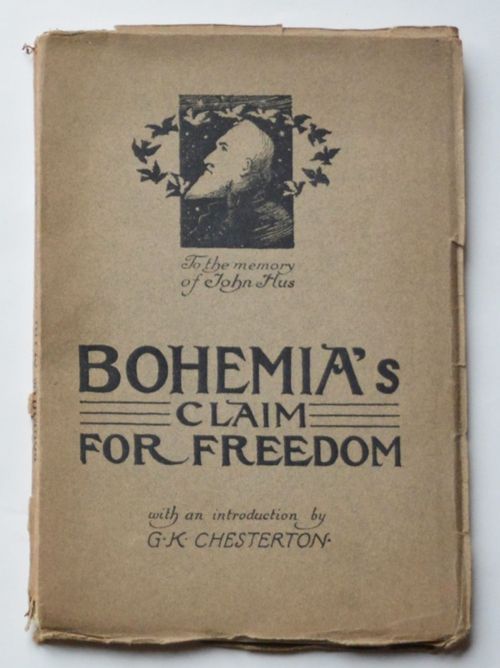 To the memory
of John Hus
BOHEMIA's
CLAIM
FOR FREEDOM
with an introduction by
G·K· CHESTERTON·